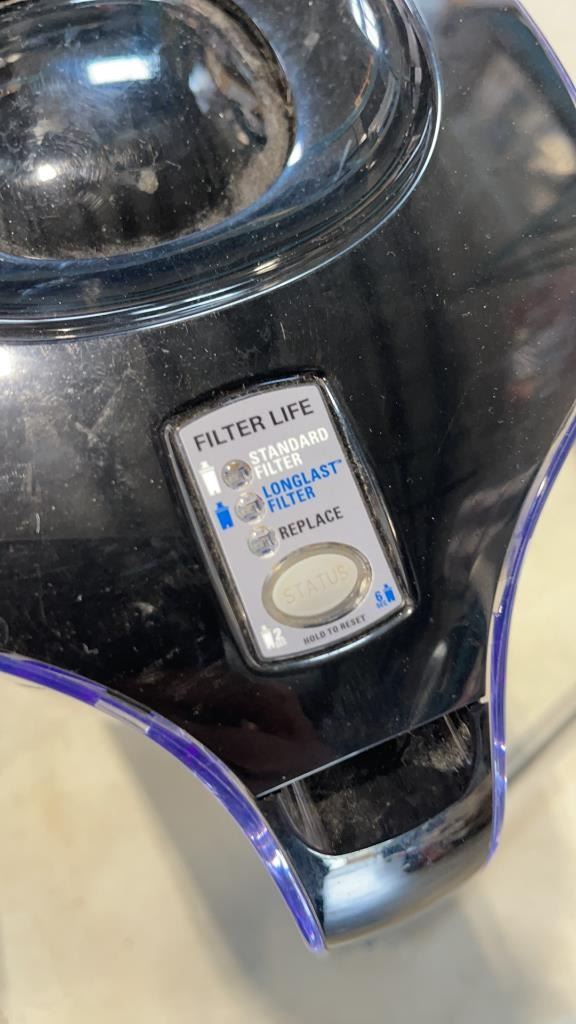 FILTER LIFE
STANDARD
FILTER
LONGLAST™
FILTER
REPLACE
STATUS
2
SEC
6
SEC
HOLD TO RESET